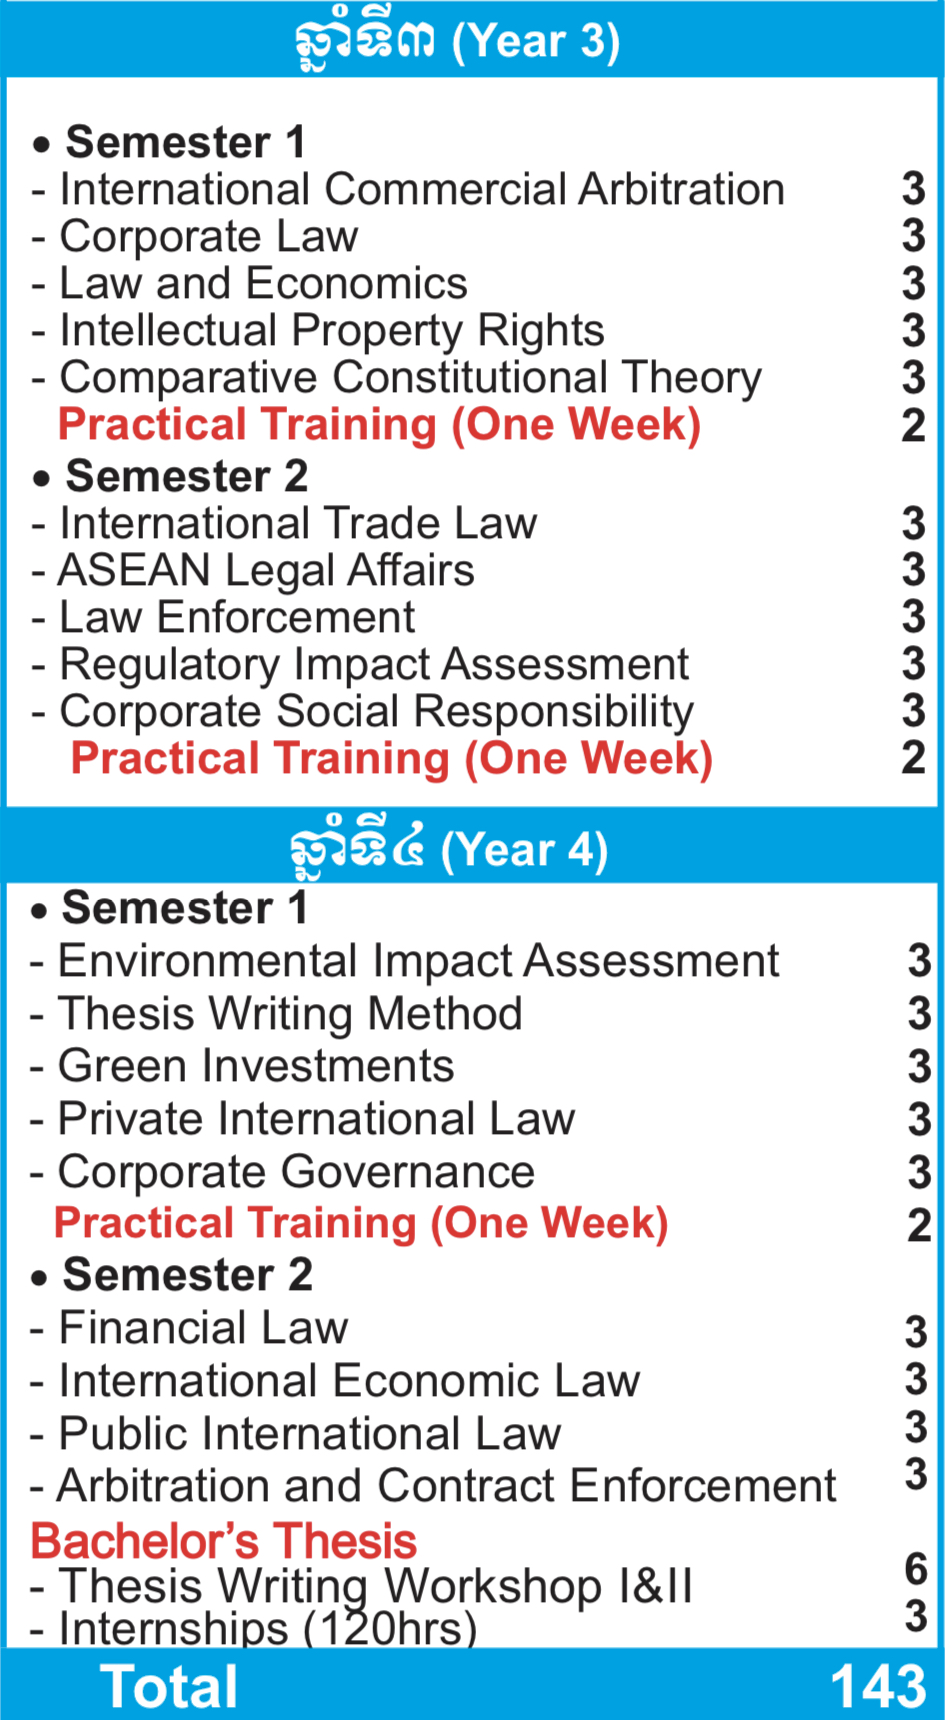 ឆ្នាំទី៣ (Year 3)
• Semester 1
- International Commercial Arbitration 3
- Corporate Law 3
- Law and Economics 3
- Intellectual Property Rights 3
- Comparative Constitutional Theory 3
Practical Training (One Week) 2
• Semester 2
- International Trade Law 3
- ASEAN Legal Affairs 3
- Law Enforcement 3
- Regulatory Impact Assessment 3
- Corporate Social Responsibility 3
Practical Training (One Week) 2
ឆ្នាំទី៤ (Year 4)
• Semester 1
- Environmental Impact Assessment 3
- Thesis Writing Method 3
- Green Investments 3
- Private International Law 3
- Corporate Governance 3
Practical Training (One Week) 2
• Semester 2
- Financial Law 3
- International Economic Law 3
- Public International Law 3
- Arbitration and Contract Enforcement 3
Bachelor’s Thesis
- Thesis Writing Workshop I&II 6
- Internships (120hrs) 3
Total 143